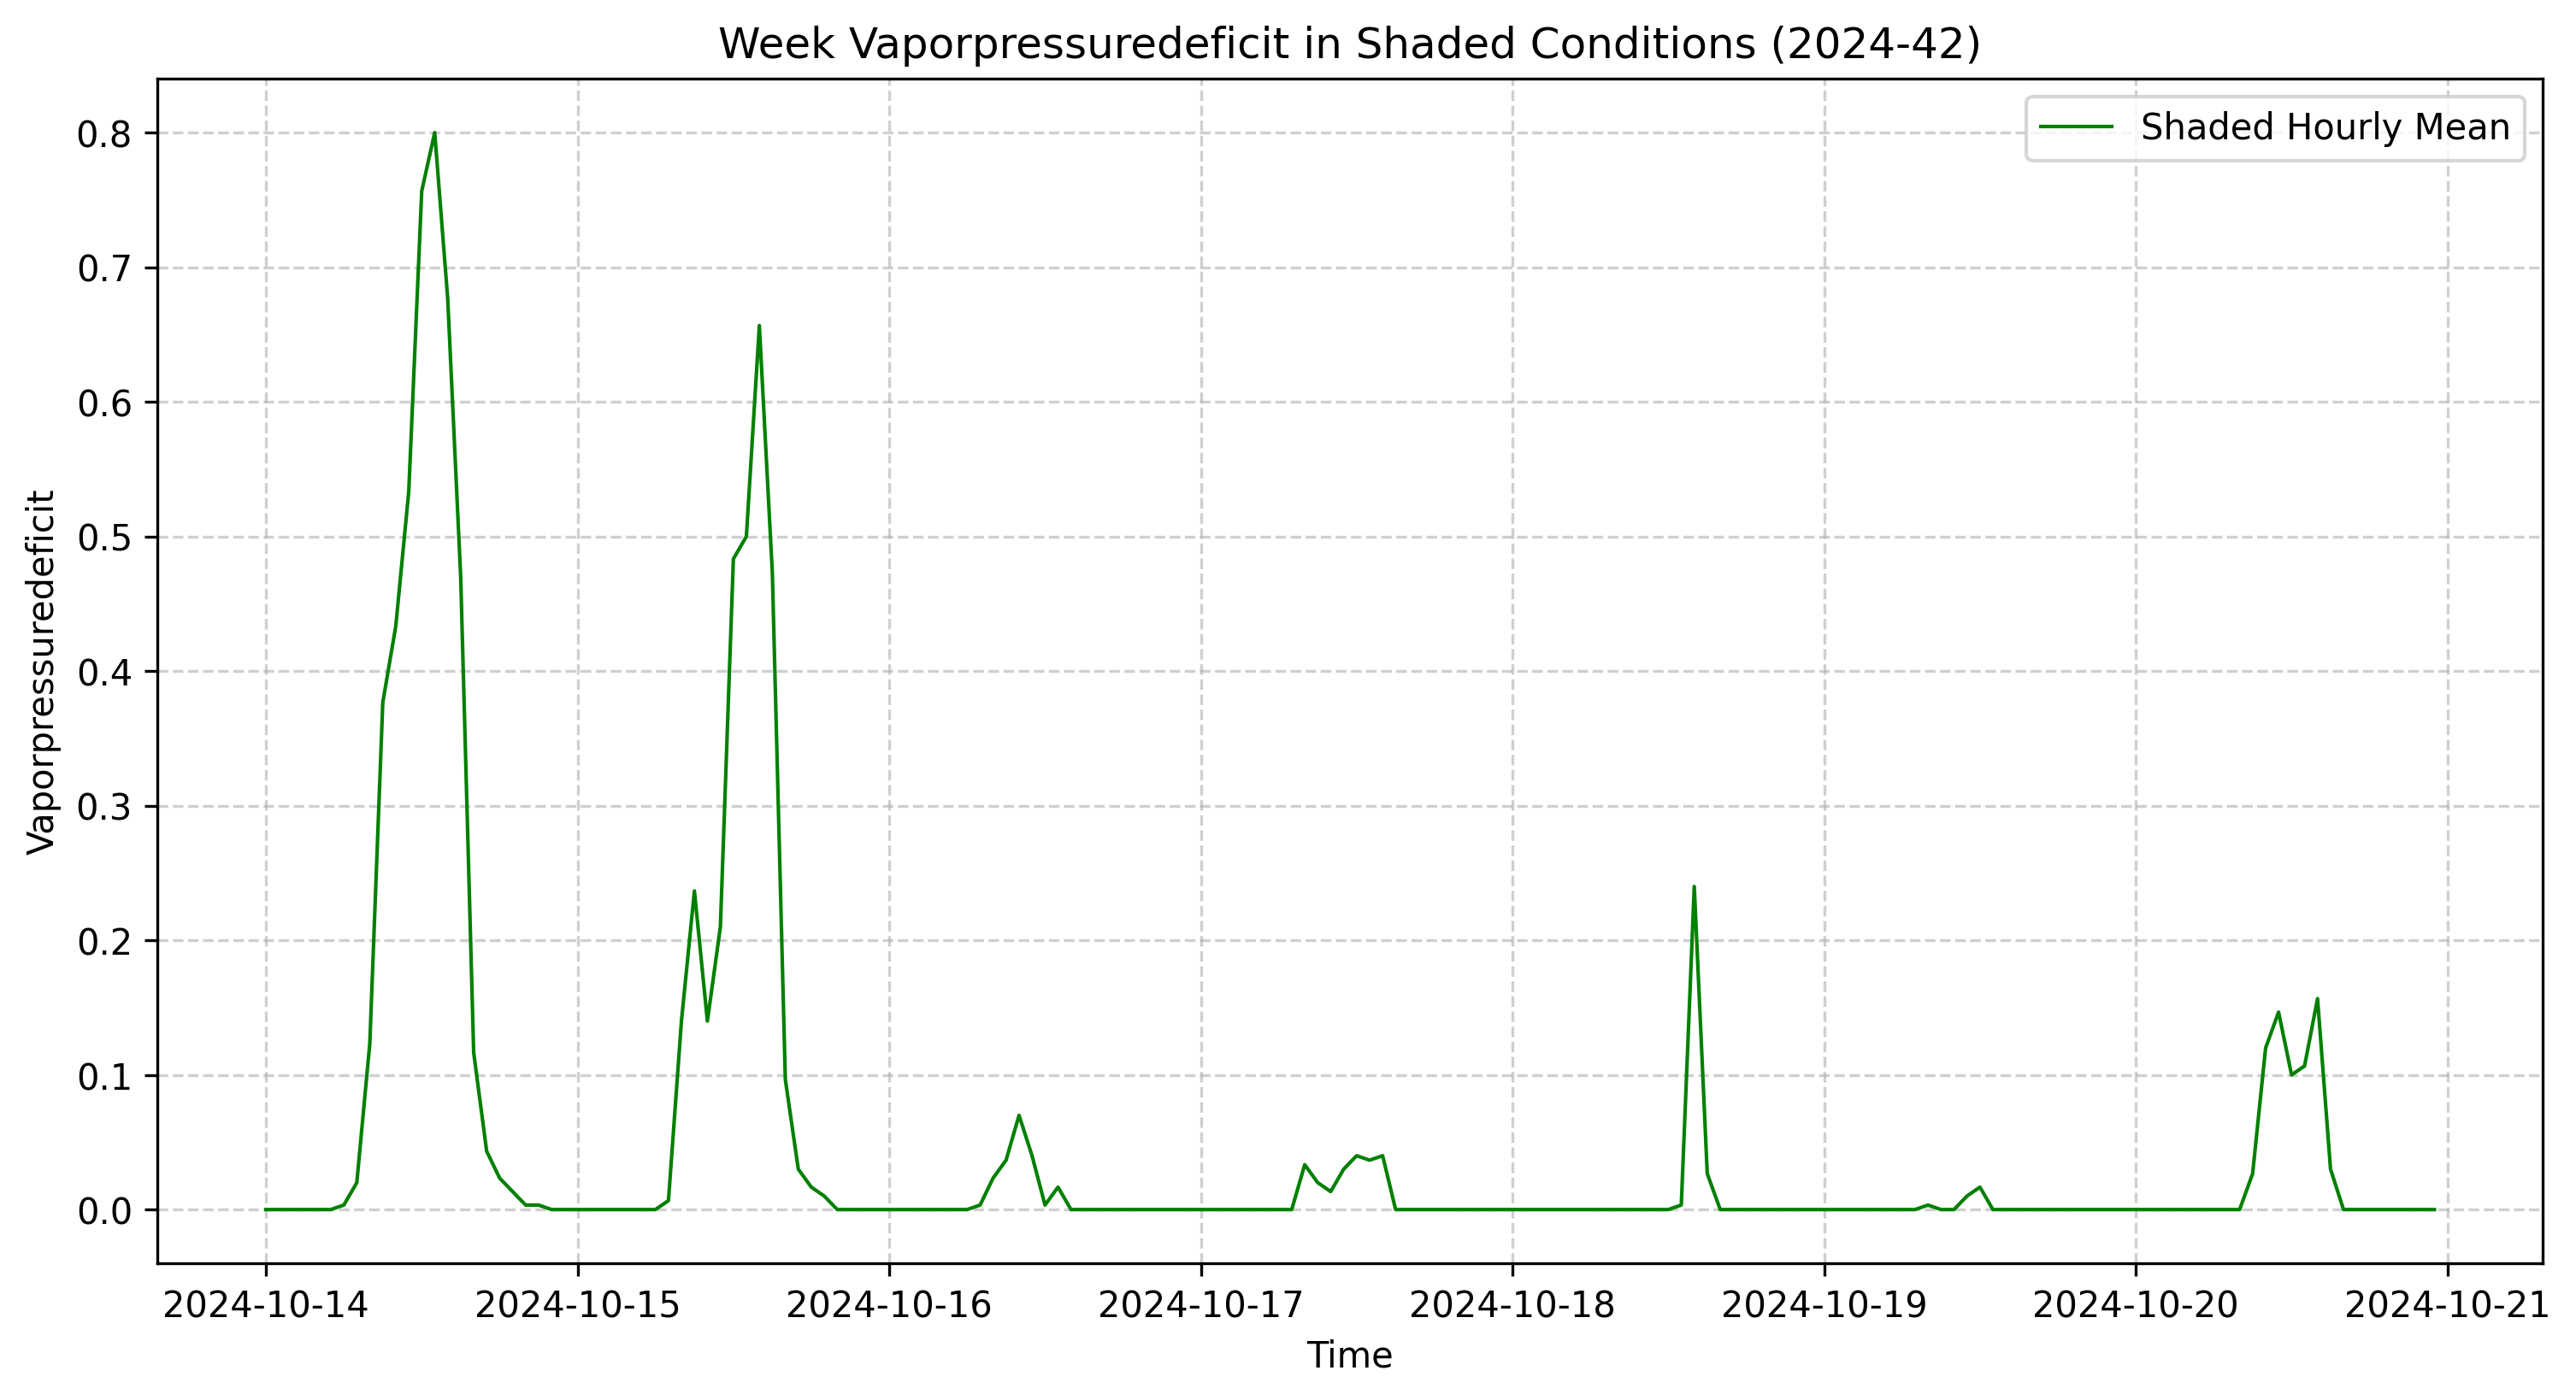 Week Vaporpressuredeficit in Shaded Conditions (2024-42)
Shaded Hourly Mean
Vaporpressuredeficit
0.8
0.7
0.6
0.5
0.4
0.3
0.2
0.1
0.0
2024-10-14 2024-10-15 2024-10-16 2024-10-17 2024-10-18 2024-10-19 2024-10-20 2024-10-21
Time